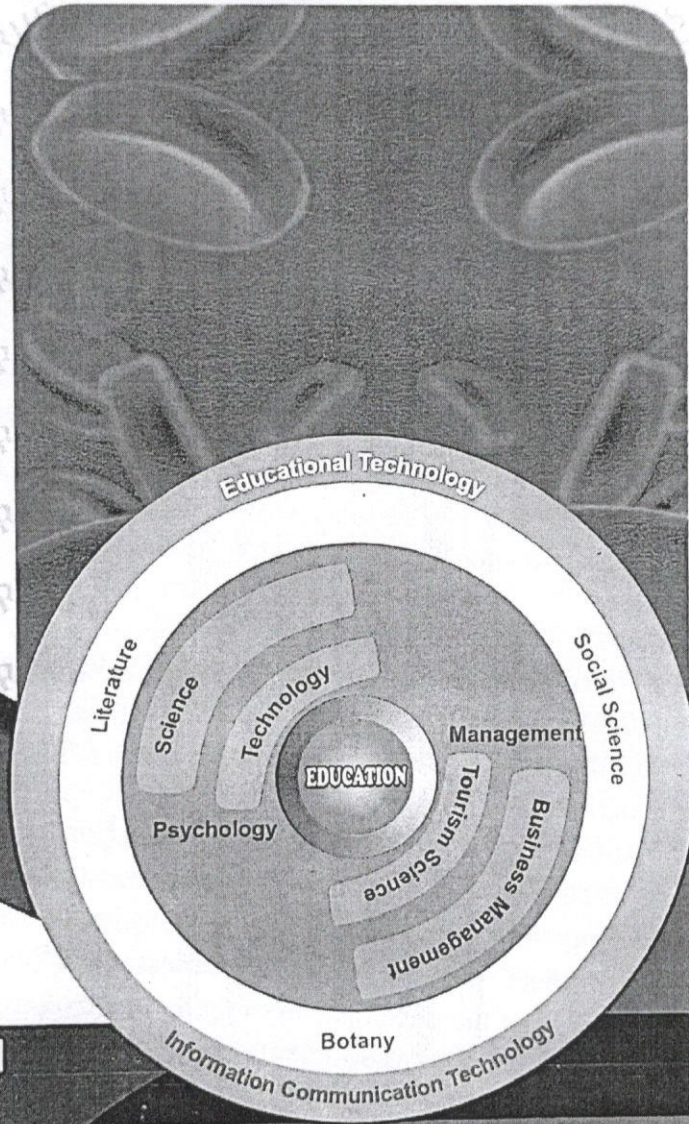 Educational Technology
Literature
Social Science
Science
Technology
Management
EDUCATION
Psychology
Tourism Science
Business Management
Botany
Information Communication Technology